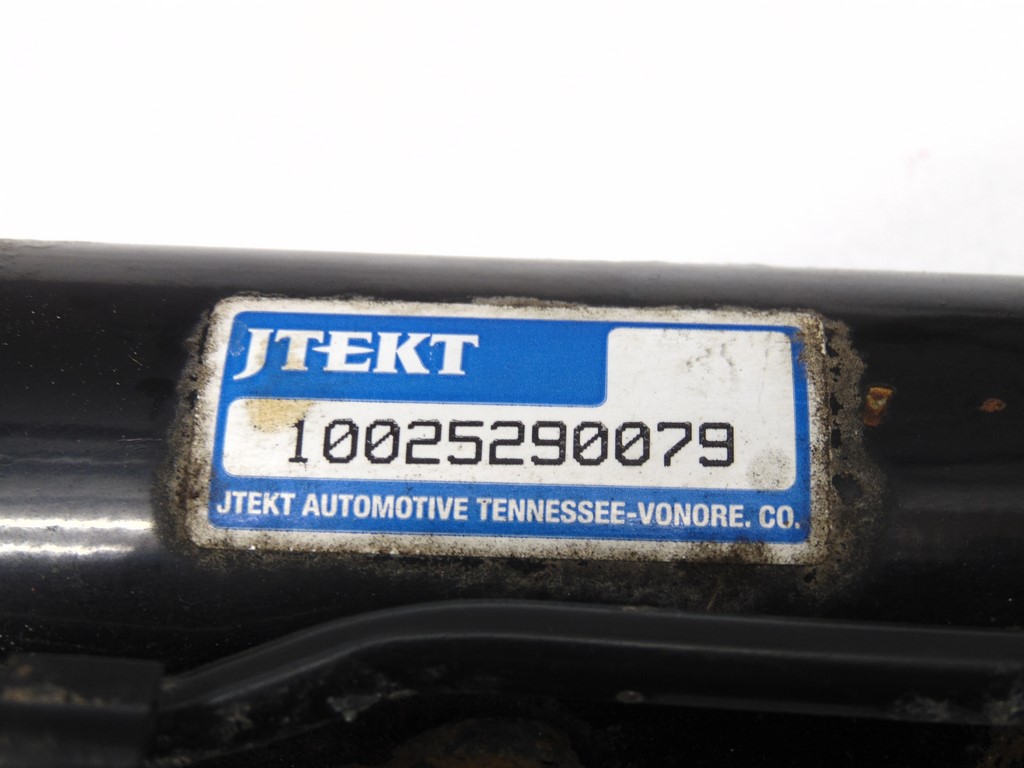 JTEKT
10025290079
JTEKT AUTOMOTIVE TENNESSEE-VONORE. CO.